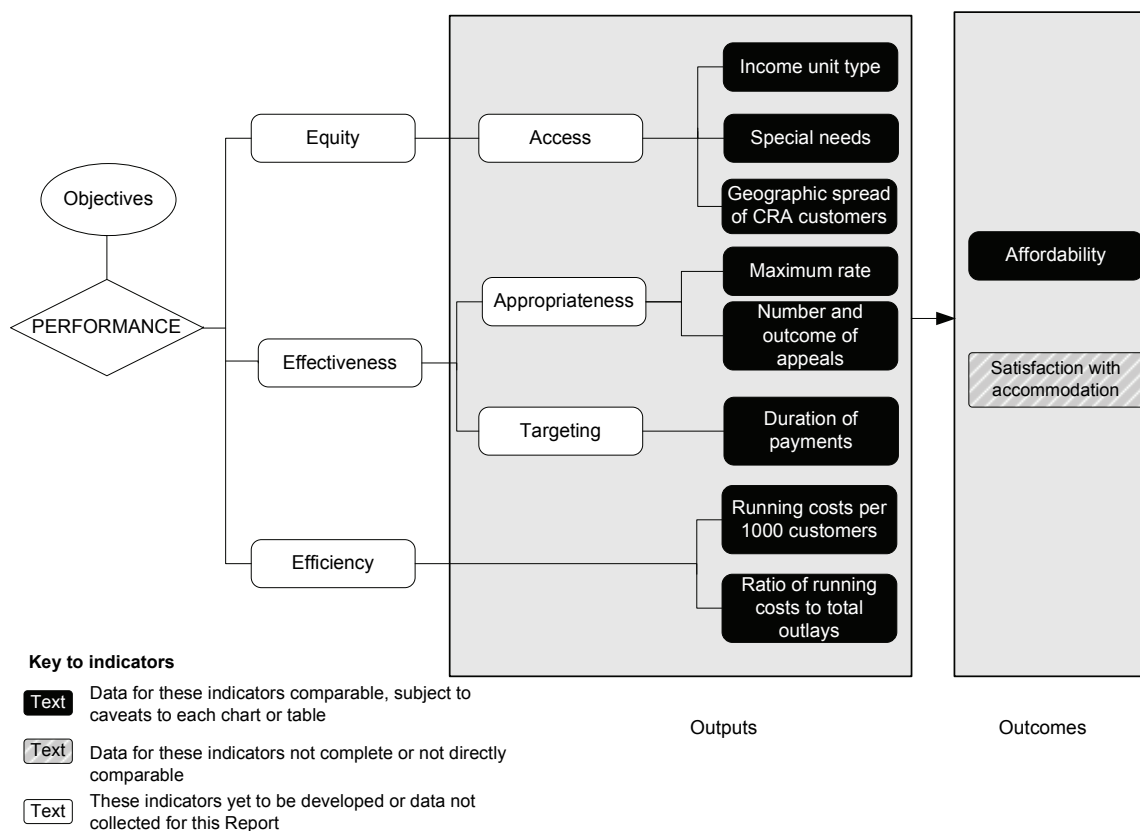 Objectives
PERFORMANCE
Equity
Access
Income unit type
Special needs
Geographic spread
of CRA customers
Effectiveness
Appropriateness
Maximum rate
Number and
outcome of
appeals
Targeting
Duration of
payments
Efficiency
Running costs per
1000 customers
Ratio of running
costs to total
outlays
Affordability
Satisfaction with
accommodation
Outputs
Outcomes
Key to indicators
Text
Data for these indicators comparable, subject to
caveats to each chart or table
Text
Data for these indicators not complete or not directly
comparable
Text
These indicators yet to be developed or data not
collected for this Report